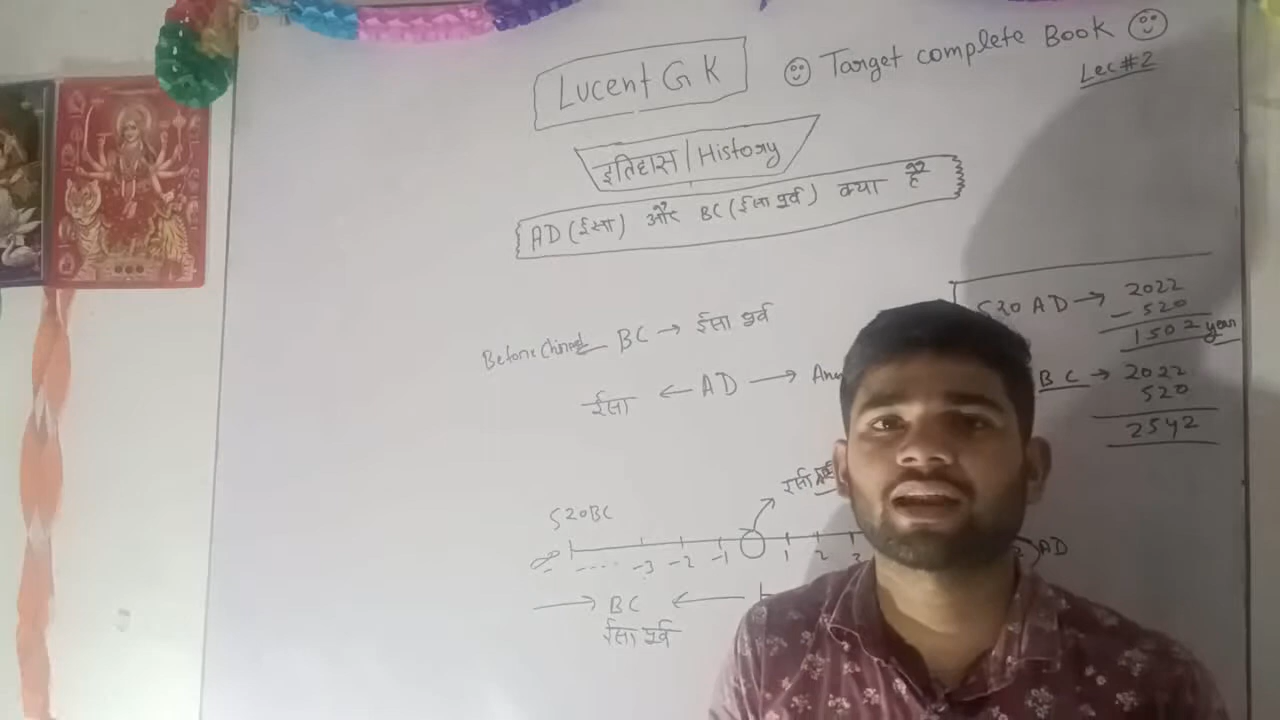 Lucent GK
Target complete Book
Lec#2
इतिहास | History
AD (ईसा) और BC (ईसा पूर्व) क्या है
Before BC → ईसा पूर्व
ईसा ← AD →
520 AD → 2022
- 520
1502 year
BC → 2022
520
2542
520BC
-3 -2 -1 1 2 3
AD
→ BC ←
ईसा पूर्व